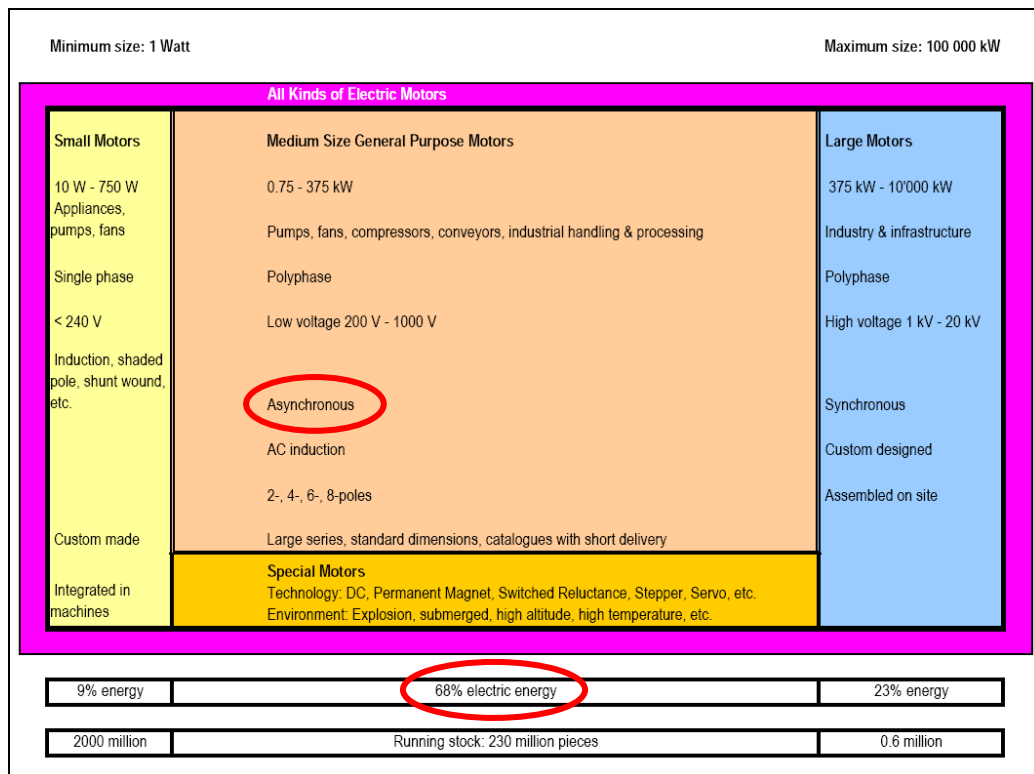 Minimum size: 1 Watt
Maximum size: 100 000 kW
All Kinds of Electric Motors
Small Motors
10 W - 750 W
Appliances,
pumps, fans
Single phase
< 240 V
Induction, shaded
pole, shunt wound,
etc.
Custom made
Integrated in
machines
Medium Size General Purpose Motors
0.75 - 375 kW
Pumps, fans, compressors, conveyors, industrial handling & processing
Polyphase
Low voltage 200 V - 1000 V
Asynchronous
AC induction
2-, 4-, 6-, 8-poles
Large series, standard dimensions, catalogues with short delivery
Special Motors
Technology: DC, Permanent Magnet, Switched Reluctance, Stepper, Servo, etc.
Environment: Explosion, submerged, high altitude, high temperature, etc.
Large Motors
375 kW - 10'000 kW
Industry & infrastructure
Polyphase
High voltage 1 kV - 20 kV
Synchronous
Custom designed
Assembled on site
9% energy
68% electric energy
23% energy
2000 million
Running stock: 230 million pieces
0.6 million